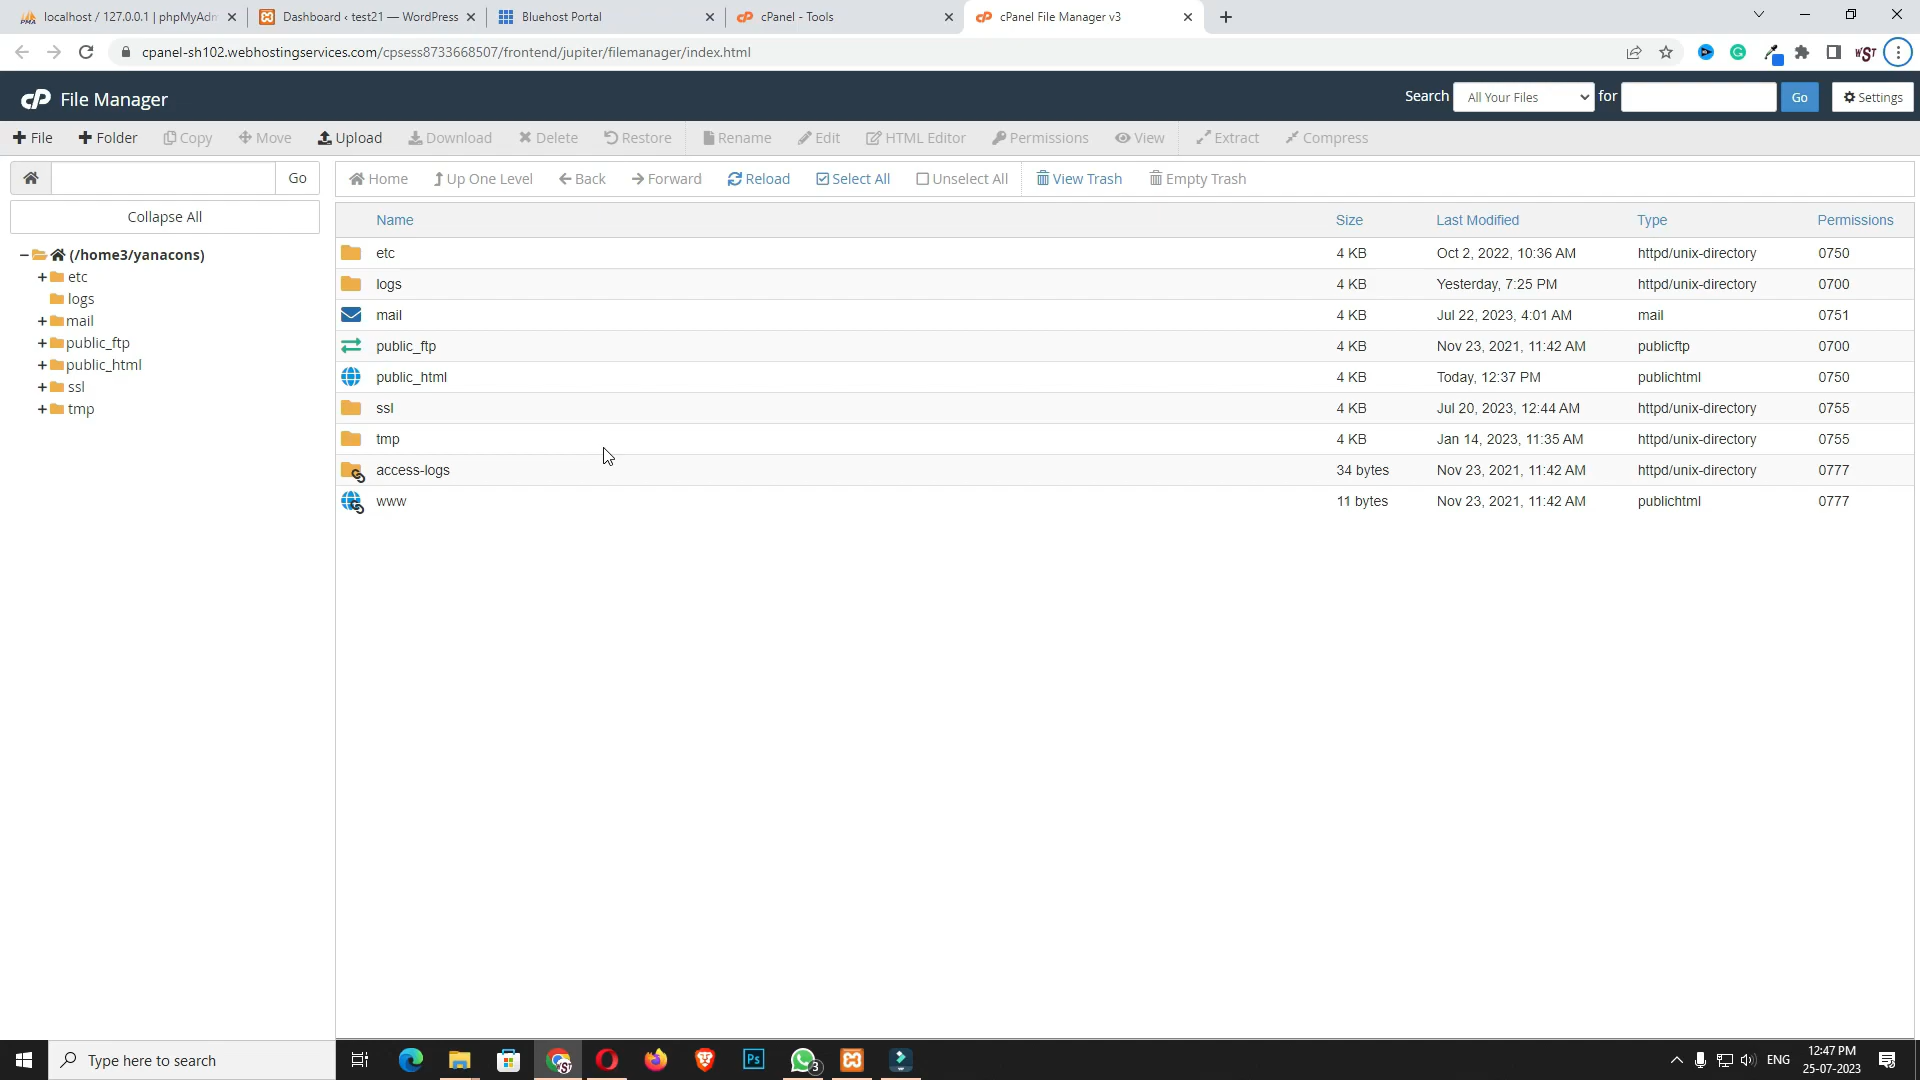 localhost / 127.0.0.1 | phpMyAdm
Dashboard ‹ test21 — WordPress
Bluehost Portal
cPanel - Tools
cPanel File Manager v3
cpanel-sh102.webhostingservices.com/cpsess8733668507/frontend/jupiter/filemanager/index.html
cP File Manager
Search All Your Files for Go Settings
File Folder Copy Move Upload Download Delete Restore Rename Edit HTML Editor Permissions View Extract Compress
Go
Home Up One Level Back Forward Reload Select All Unselect All View Trash Empty Trash
Collapse All
(/home3/yanacons)
etc
logs
mail
public_ftp
public_html
ssl
tmp
Name Size Last Modified Type Permissions
etc 4 KB Oct 2, 2022, 10:36 AM httpd/unix-directory 0750
logs 4 KB Yesterday, 7:25 PM httpd/unix-directory 0700
mail 4 KB Jul 22, 2023, 4:01 AM mail 0751
public_ftp 4 KB Nov 23, 2021, 11:42 AM publicftp 0700
public_html 4 KB Today, 12:37 PM publichtml 0750
ssl 4 KB Jul 20, 2023, 12:44 AM httpd/unix-directory 0755
tmp 4 KB Jan 14, 2023, 11:35 AM httpd/unix-directory 0755
access-logs 34 bytes Nov 23, 2021, 11:42 AM httpd/unix-directory 0777
www 11 bytes Nov 23, 2021, 11:42 AM publichtml 0777
Type here to search
Ps
3
ENG
12:47 PM
25-07-2023